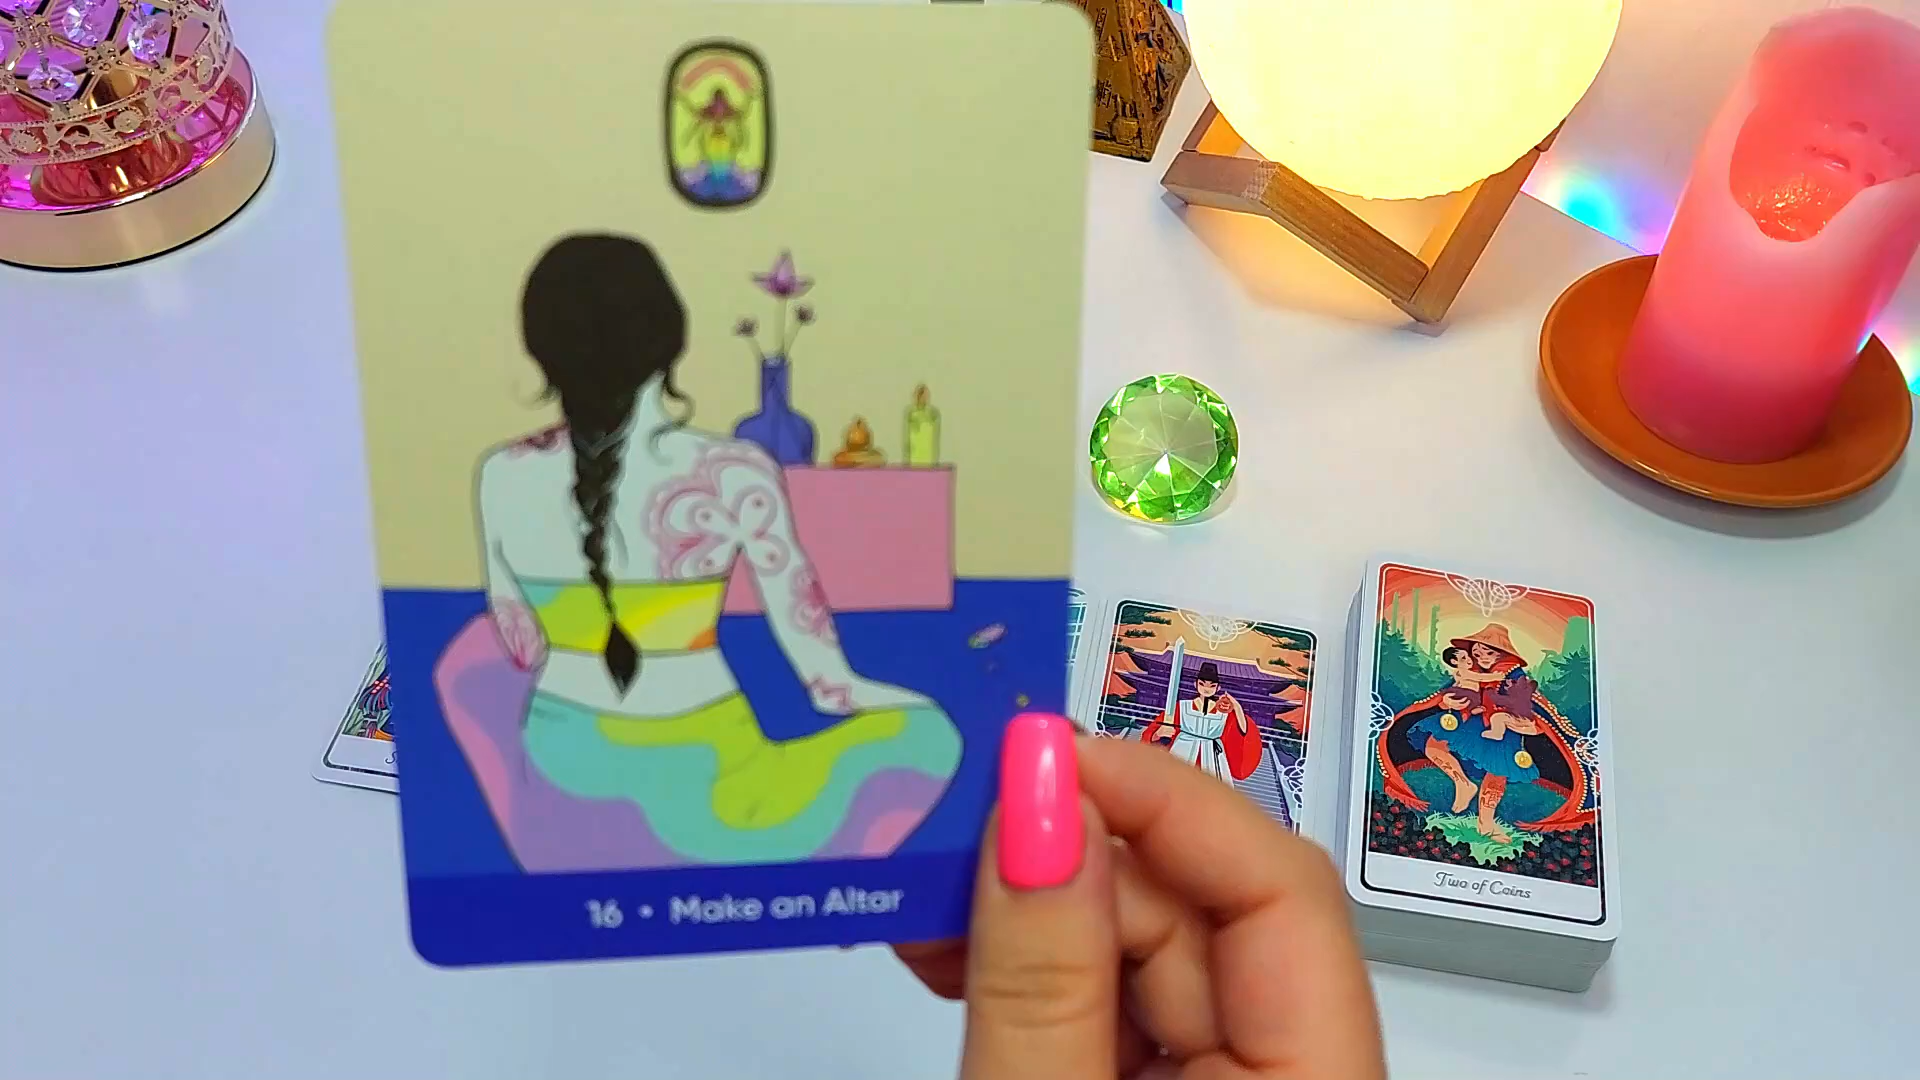 16 • Make an Altar
Two of Coins